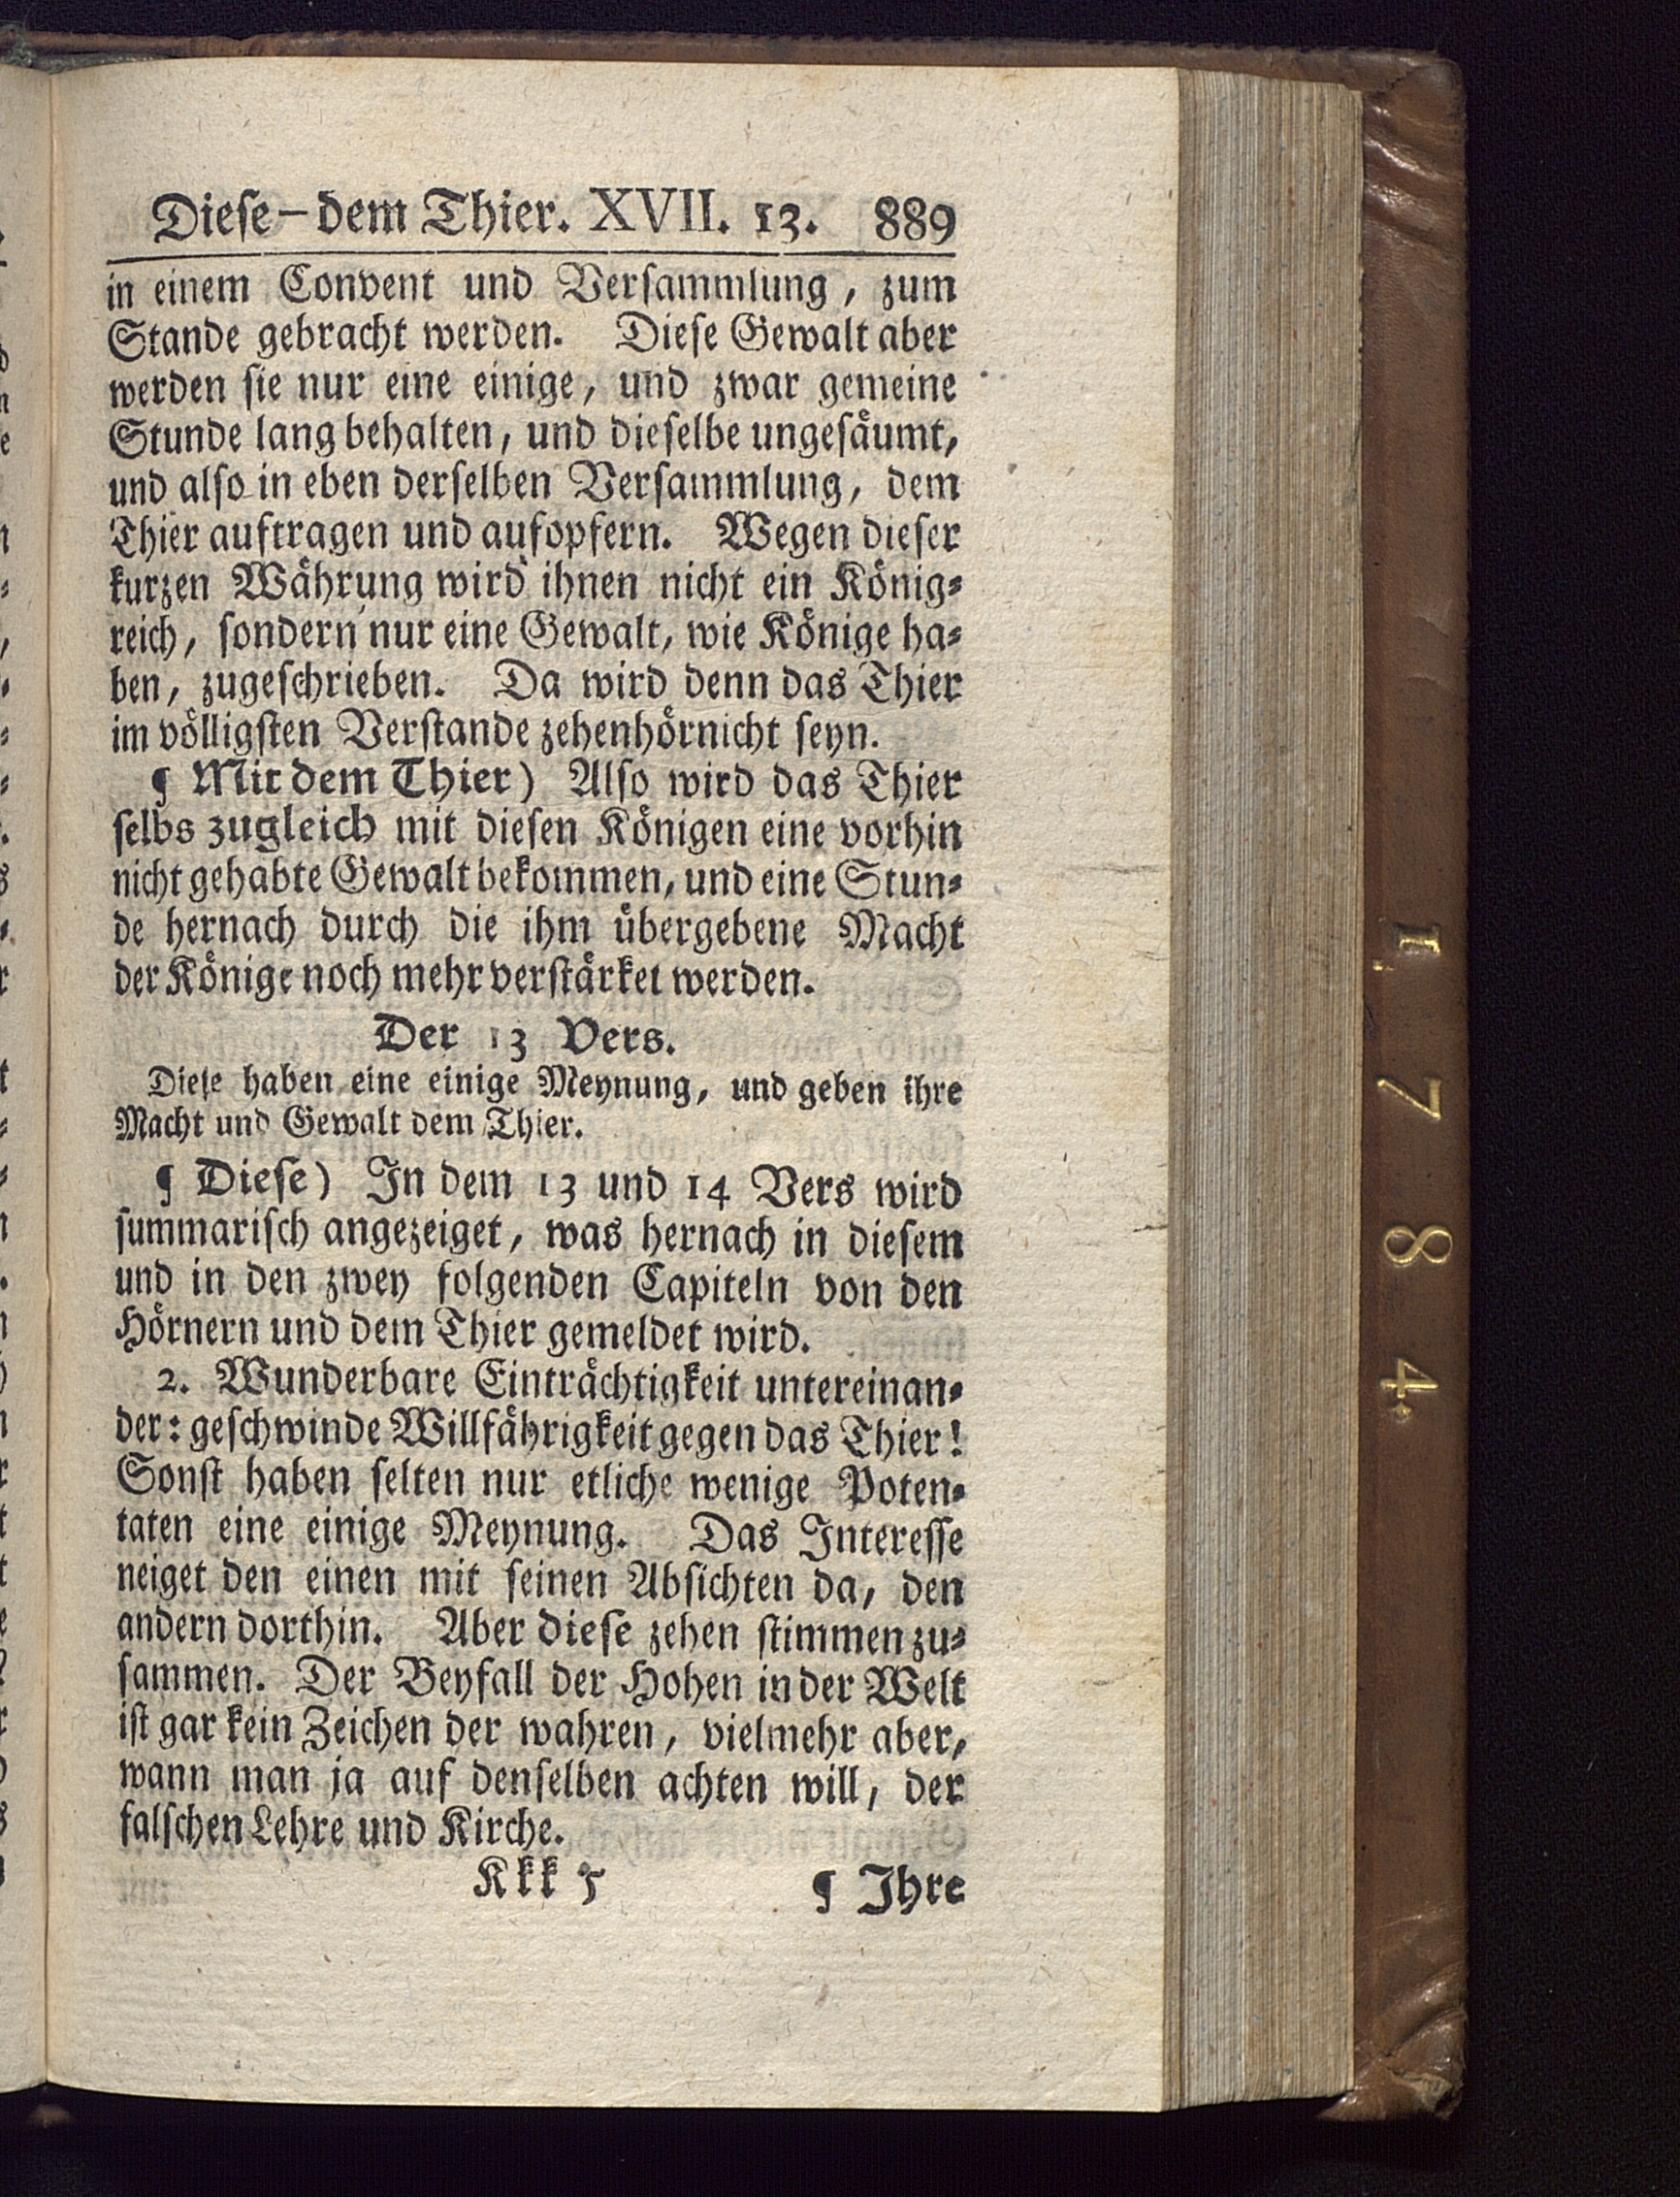 Diese – dem Thier. XVII. 13. 889
in einem Convent und Versammlung, zum
Stande gebracht werden. Diese Gewalt aber
werden sie nur eine einige, und zwar gemeine
Stunde lang behalten, und dieselbe ungesäumt,
und also in eben derselben Versammlung, dem
Thier auftragen und aufopfern. Wegen dieser
kurzen Währung wird ihnen nicht ein König-
reich, sondern nur eine Gewalt, wie Könige ha-
ben, zugeschrieben. Da wird denn das Thier
im völligsten Verstande zehenhörnicht seyn.
¶ Mit dem Thier) Also wird das Thier
selbs zugleich mit diesen Königen eine vorhin
nicht gehabte Gewalt bekommen, und eine Stun-
de hernach durch die ihm übergebene Macht
der Könige noch mehr verstärket werden.
Der 13 Vers.
Diese haben eine einige Meynung, und geben ihre
Macht und Gewalt dem Thier.
¶ Diese) In dem 13 und 14 Vers wird
summarisch angezeiget, was hernach in diesem
und in den zwey folgenden Capiteln von den
Hörnern und dem Thier gemeldet wird.
2. Wunderbare Einträchtigkeit untereinan-
der: geschwinde Willfährigkeit gegen das Thier!
Sonst haben selten nur etliche wenige Poten-
taten eine einige Meynung. Das Interesse
neiget den einen mit seinen Absichten da, den
andern dorthin. Aber diese zehen stimmen zu-
sammen. Der Beyfall der Hohen in der Welt
ist gar kein Zeichen der wahren, vielmehr aber,
wann man ja auf denselben achten will, der
falschen Lehre und Kirche.
Kkk 5 ¶ Ihre
1784